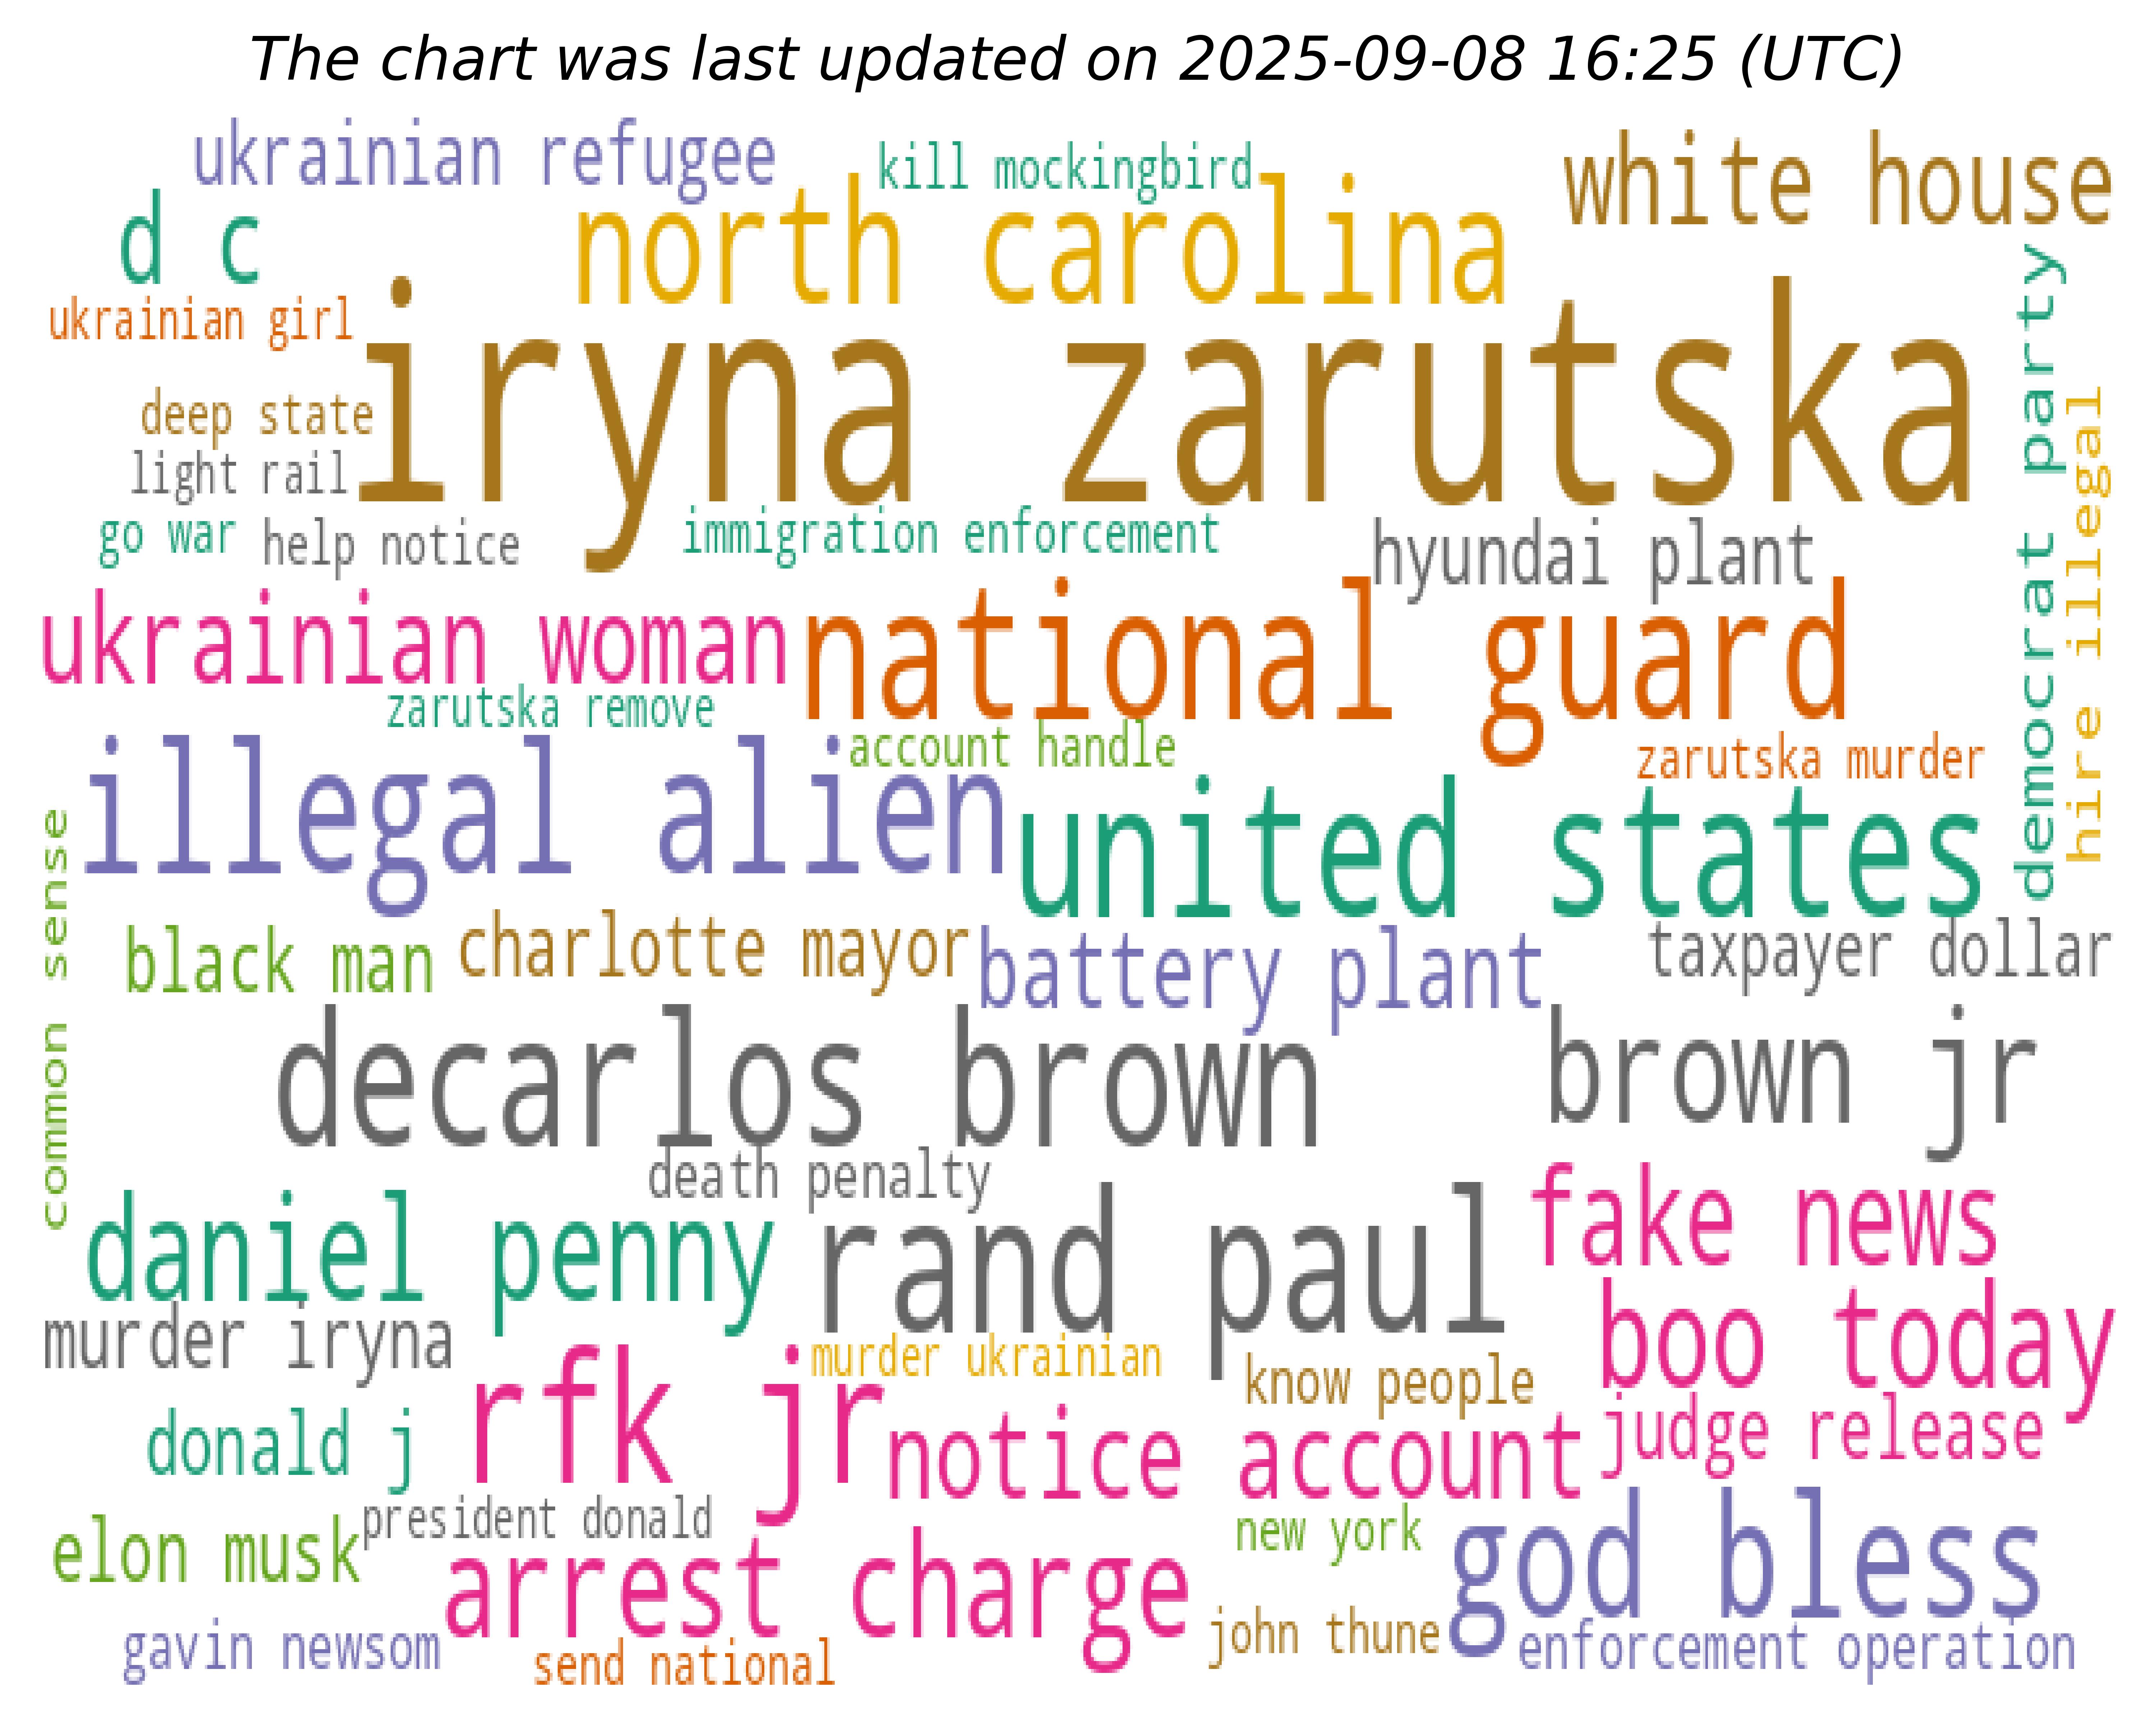 The chart was last updated on 2025-09-08 16:25 (UTC)
ukrainian refugee
kill mockingbird
white house
d c
north carolina
ukrainian girl
iryna zarutska
democrat party
deep state
hire illegal
light rail
go war
help notice
immigration enforcement
hyundai plant
ukrainian woman
national guard
zarutska remove
account handle
zarutska murder
illegal alien
united states
common sense
black man
charlotte mayor
battery plant
taxpayer dollar
decarlos brown
brown jr
death penalty
daniel penny
rand paul
fake news
murder iryna
boo today
murder ukrainian
know people
rfk jr
donald j
notice account
judge release
president donald
elon musk
new york
god bless
arrest charge
gavin newsom
send national
john thune
enforcement operation